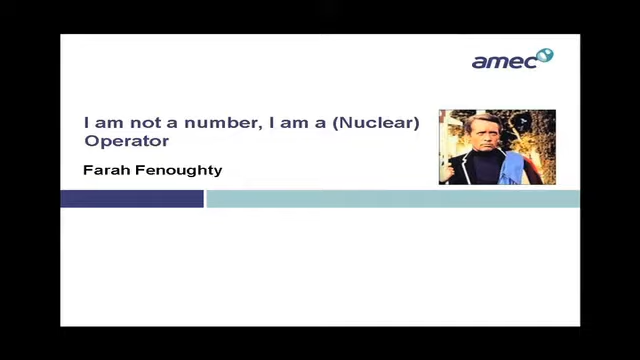 amec
I am not a number, I am a (Nuclear)
Operator
Farah Fenoughty